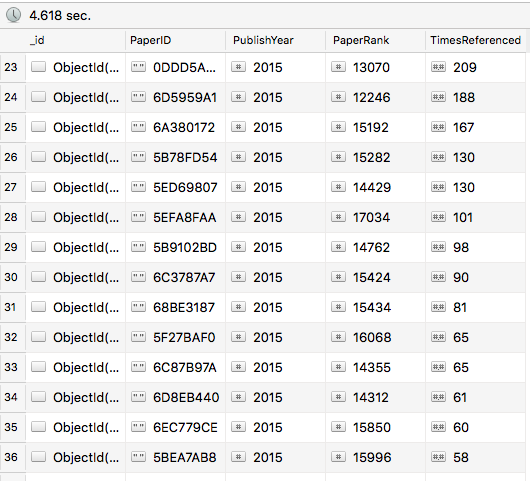 4.618 sec.
_id PaperID PublishYear PaperRank TimesReferenced
23 ObjectId(... " " 0DDD5A... # 2015 # 13070 #.# 209
24 ObjectId(... " " 6D5959A1 # 2015 # 12246 #.# 188
25 ObjectId(... " " 6A380172 # 2015 # 15192 #.# 167
26 ObjectId(... " " 5B78FD54 # 2015 # 15282 #.# 130
27 ObjectId(... " " 5ED69807 # 2015 # 14429 #.# 130
28 ObjectId(... " " 5EFA8FAA # 2015 # 17034 #.# 101
29 ObjectId(... " " 5B9102BD # 2015 # 14762 #.# 98
30 ObjectId(... " " 6C3787A7 # 2015 # 15424 #.# 90
31 ObjectId(... " " 68BE3187 # 2015 # 15434 #.# 81
32 ObjectId(... " " 5F27BAF0 # 2015 # 16068 #.# 65
33 ObjectId(... " " 6C87B97A # 2015 # 14355 #.# 65
34 ObjectId(... " " 6D8EB440 # 2015 # 14312 #.# 61
35 ObjectId(... " " 6EC779CE # 2015 # 15850 #.# 60
36 ObjectId(... " " 5BEA7AB8 # 2015 # 15996 #.# 58